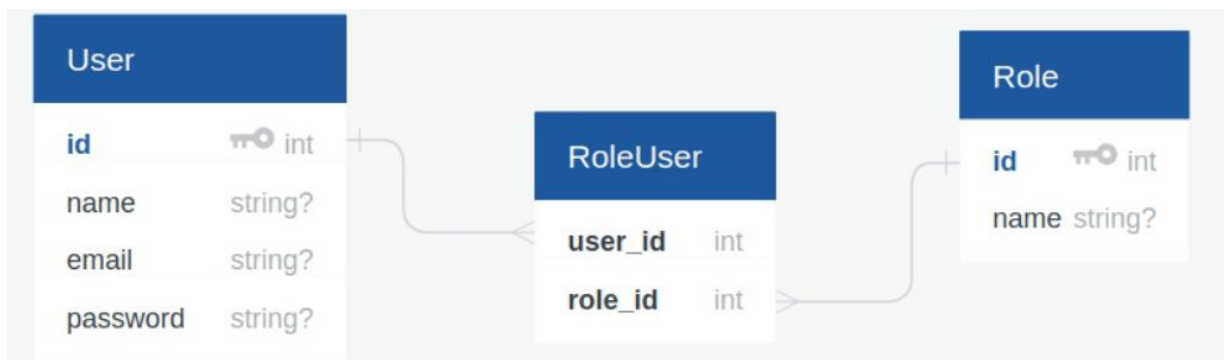 User
id int
name string?
email string?
password string?
RoleUser
user_id int
role_id int
Role
id int
name string?